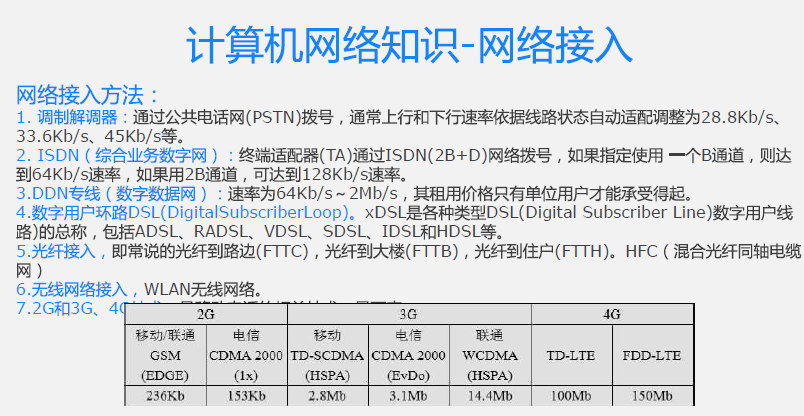 计算机网络知识-网络接入
网络接入方法：
1. 调制解调器：通过公共电话网(PSTN)拨号，通常上行和下行速率依据线路状态自动适配调整为28.8Kb/s、
33.6Kb/s、45Kb/s等。
2. ISDN（综合业务数字网）：终端适配器(TA)通过ISDN(2B+D)网络拨号，如果指定使用 一个B通道，则达
到64Kb/s速率，如果用2B通道，可达到128Kb/s速率。
3.DDN专线（数字数据网）：速率为64Kb/s～2Mb/s，其租用价格只有单位用户才能承受得起。
4.数字用户环路DSL(DigitalSubscriberLoop)。xDSL是各种类型DSL(Digital Subscriber Line)数字用户线
路)的总称，包括ADSL、RADSL、VDSL、SDSL、IDSL和HDSL等。
5.光纤接入，即常说的光纤到路边(FTTC)，光纤到大楼(FTTB)，光纤到住户(FTTH)。HFC（混合光纤同轴电缆
网）
6.无线网络接入，WLAN无线网络。
7.2G和3G、4G
2G 3G 4G
移动/联通 电信 移动 电信 联通
GSM CDMA 2000 TD-SCDMA CDMA 2000 WCDMA TD-LTE FDD-LTE
(EDGE) (1x) (HSPA) (EvDo) (HSPA)
236Kb 153Kb 2.8Mb 3.1Mb 14.4Mb 100Mb 150Mb